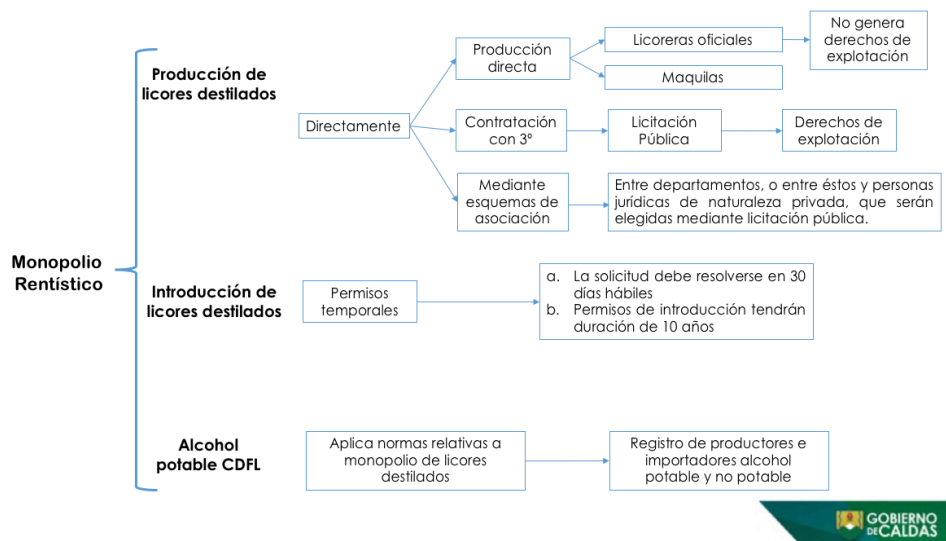 Monopolio
Rentístico
Producción de
licores destilados
Directamente
Producción
directa
Licoreras oficiales
No genera
derechos de
explotación
Maquilas
Contratación
con 3º
Licitación
Pública
Derechos de
explotación
Mediante
esquemas de
asociación
Entre departamentos, o entre éstos y personas
jurídicas de naturaleza privada, que serán
elegidas mediante licitación pública.
Introducción de
licores destilados
Permisos
temporales
a. La solicitud debe resolverse en 30
días hábiles
b. Permisos de introducción tendrán
duración de 10 años
Alcohol
potable CDFL
Aplica normas relativas a
monopolio de licores
destilados
Registro de productores e
importadores alcohol
potable y no potable
GOBIERNO
DE CALDAS